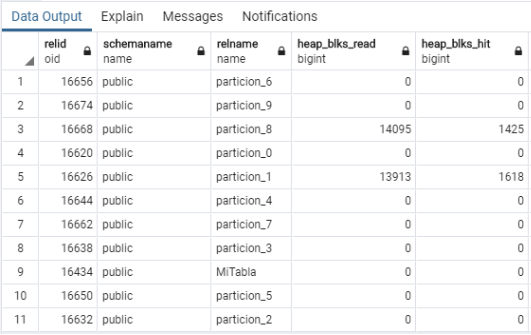 Data Output Explain Messages Notifications
relid schemaname relname heap_blks_read heap_blks_hit
oid name name bigint bigint
1 16656 public particion_6 0 0
2 16674 public particion_9 0 0
3 16668 public particion_8 14095 1425
4 16620 public particion_0 0 0
5 16626 public particion_1 13913 1618
6 16644 public particion_4 0 0
7 16662 public particion_7 0 0
8 16638 public particion_3 0 0
9 16434 public MiTabla 0 0
10 16650 public particion_5 0 0
11 16632 public particion_2 0 0